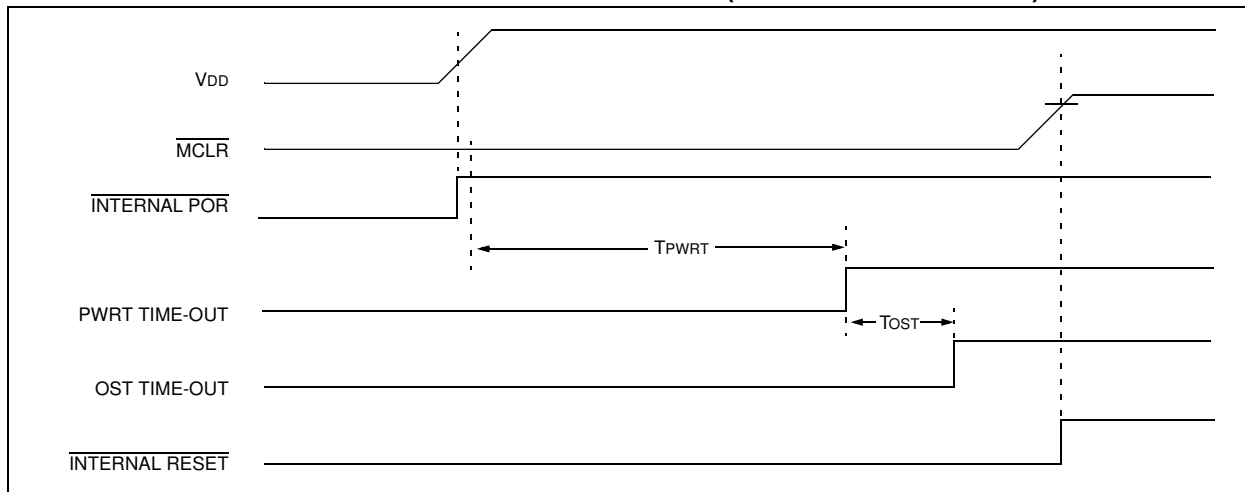 VDD
MCLR
INTERNAL POR
TPWRT
PWRT TIME-OUT
TOST
OST TIME-OUT
INTERNAL RESET